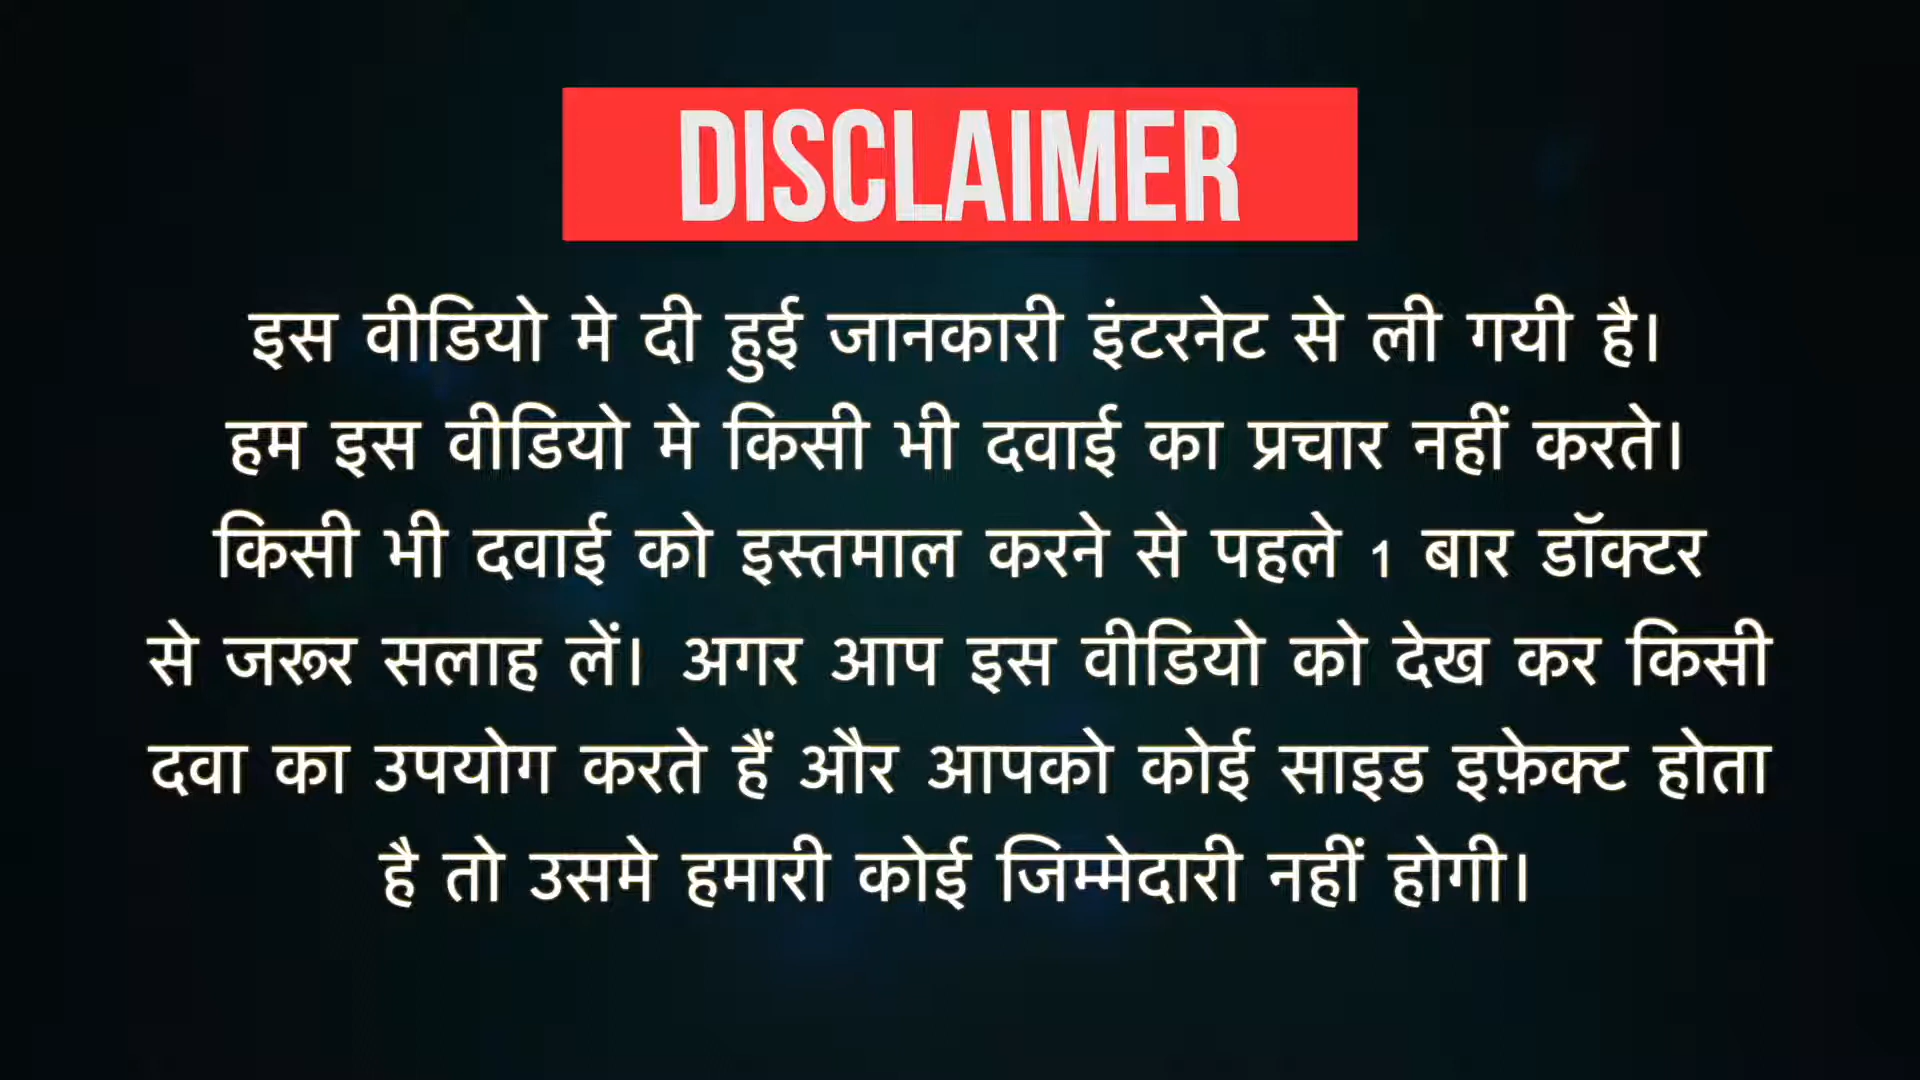 DISCLAIMER
इस वीडियो मे दी हुई जानकारी इंटरनेट से ली गयी है।
हम इस वीडियो मे किसी भी दवाई का प्रचार नहीं करते।
किसी भी दवाई को इस्तमाल करने से पहले 1 बार डॉक्टर
से जरूर सलाह लें। अगर आप इस वीडियो को देख कर किसी
दवा का उपयोग करते हैं और आपको कोई साइड इफ़ेक्ट होता
है तो उसमे हमारी कोई जिम्मेदारी नहीं होगी।